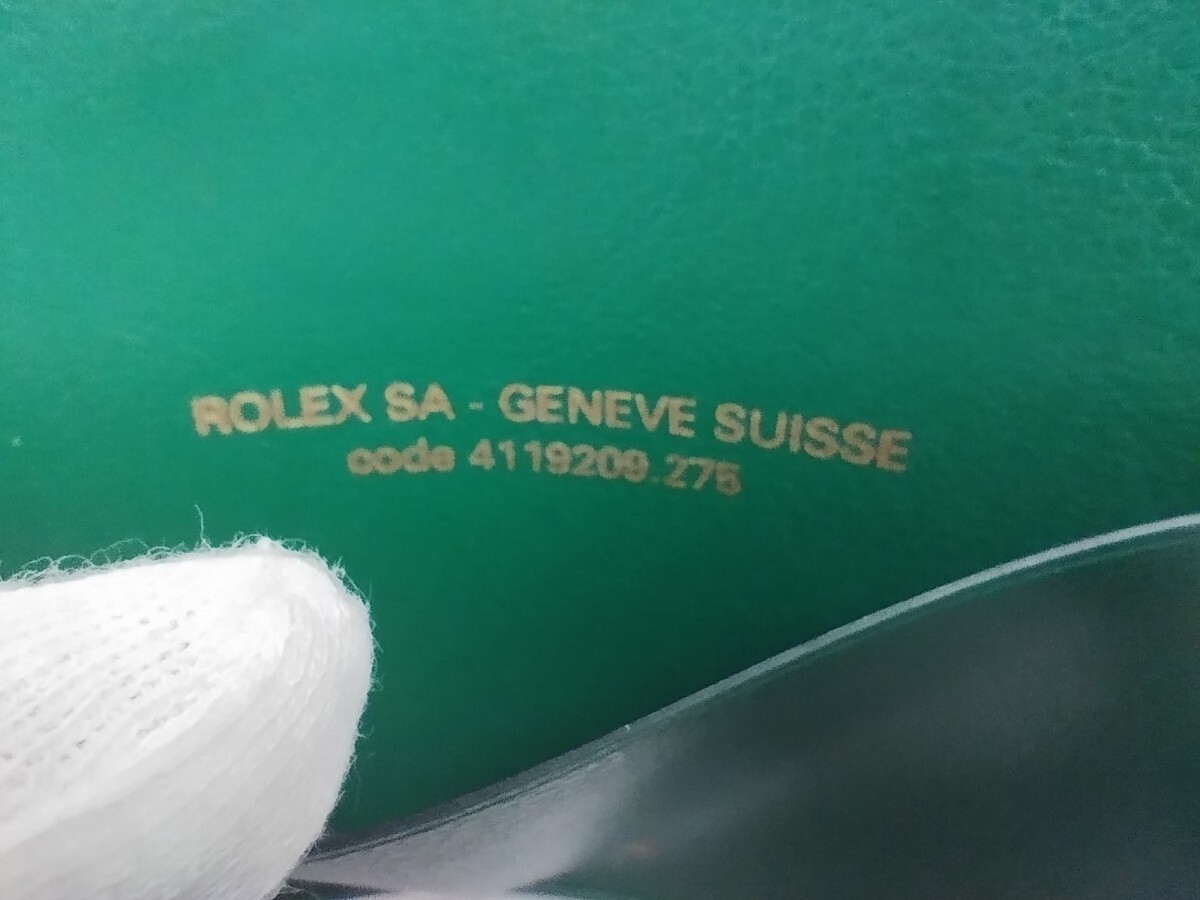 ROLEX SA - GENEVE SUISSE
code 4119209.275